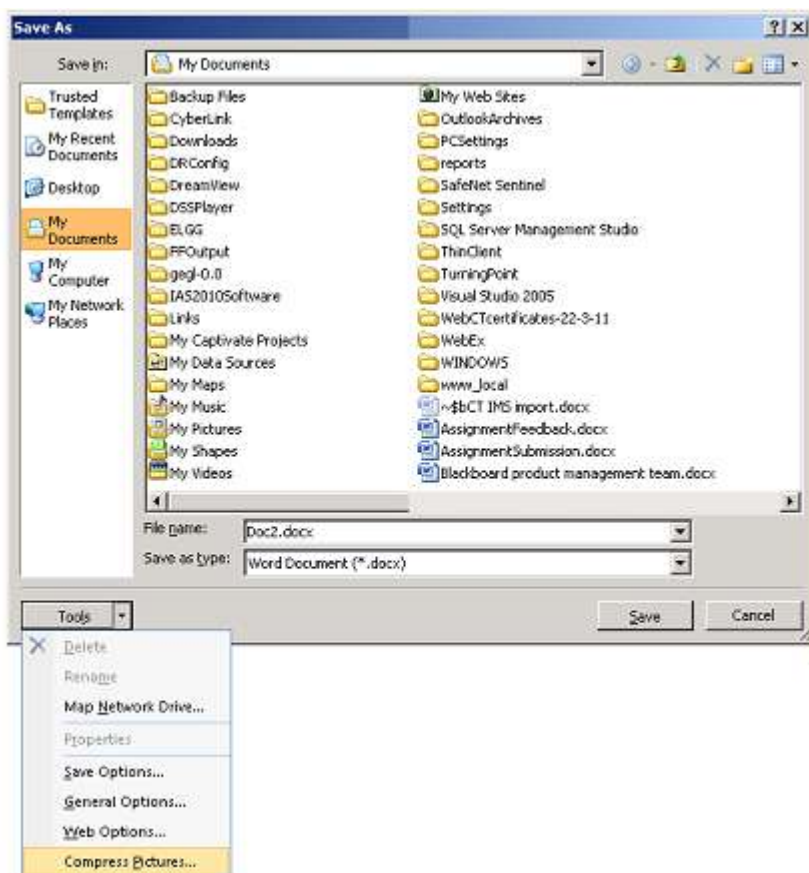 Save As
Save in:
My Documents
Trusted
Templates
My Recent
Documents
Desktop
My
Documents
My
Computer
My Network
Places
Backup Files
CyberLink
Downloads
DRConfig
DreamView
DSSPlayer
ELGG
FFOutput
gegl-0.0
IAS2010Software
Links
My Captivate Projects
My Data Sources
My Maps
My Music
My Pictures
My Shapes
My Videos
My Web Sites
OutlookArchives
PCSettings
reports
SafeNet Sentinel
Settings
SQL Server Management Studio
ThinClient
TurningPoint
Visual Studio 2005
WebCTcertificates-22-3-11
WebEx
WINDOWS
www_local
~$bCT IMS import.docx
AssignmentFeedback.docx
AssignmentSubmission.docx
Blackboard product management team.docx
File name:
Doc2.docx
Save as type:
Word Document (*.docx)
Tools
Save
Cancel
Delete
Rename
Map Network Drive...
Properties
Save Options...
General Options...
Web Options...
Compress Pictures...